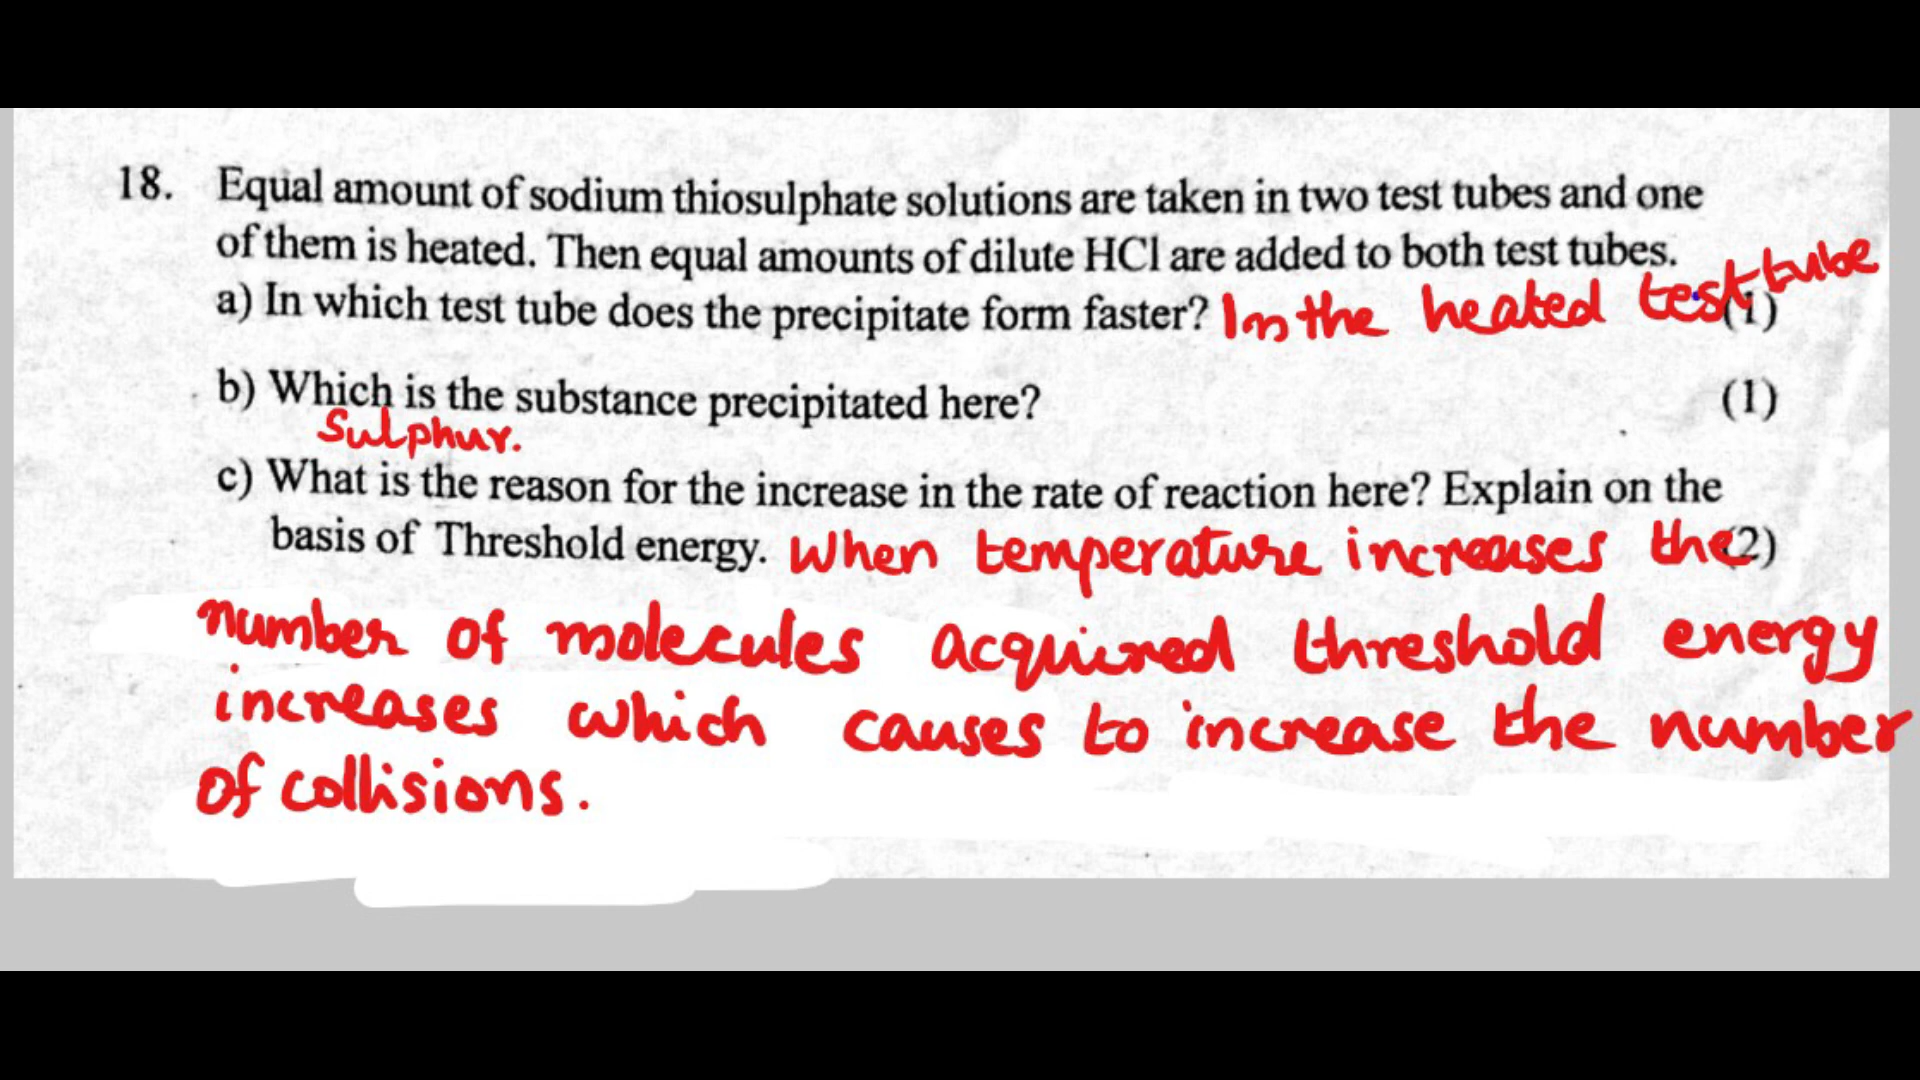 18. Equal amount of sodium thiosulphate solutions are taken in two test tubes and one
of them is heated. Then equal amounts of dilute HCl are added to both test tubes.
a) In which test tube does the precipitate form faster? In the heated test tube (1)
b) Which is the substance precipitated here? (1)
Sulphur.
c) What is the reason for the increase in the rate of reaction here? Explain on the
basis of Threshold energy. When temperature increases the (2)
number of molecules acquired threshold energy
increases which causes to increase the number
of collisions.